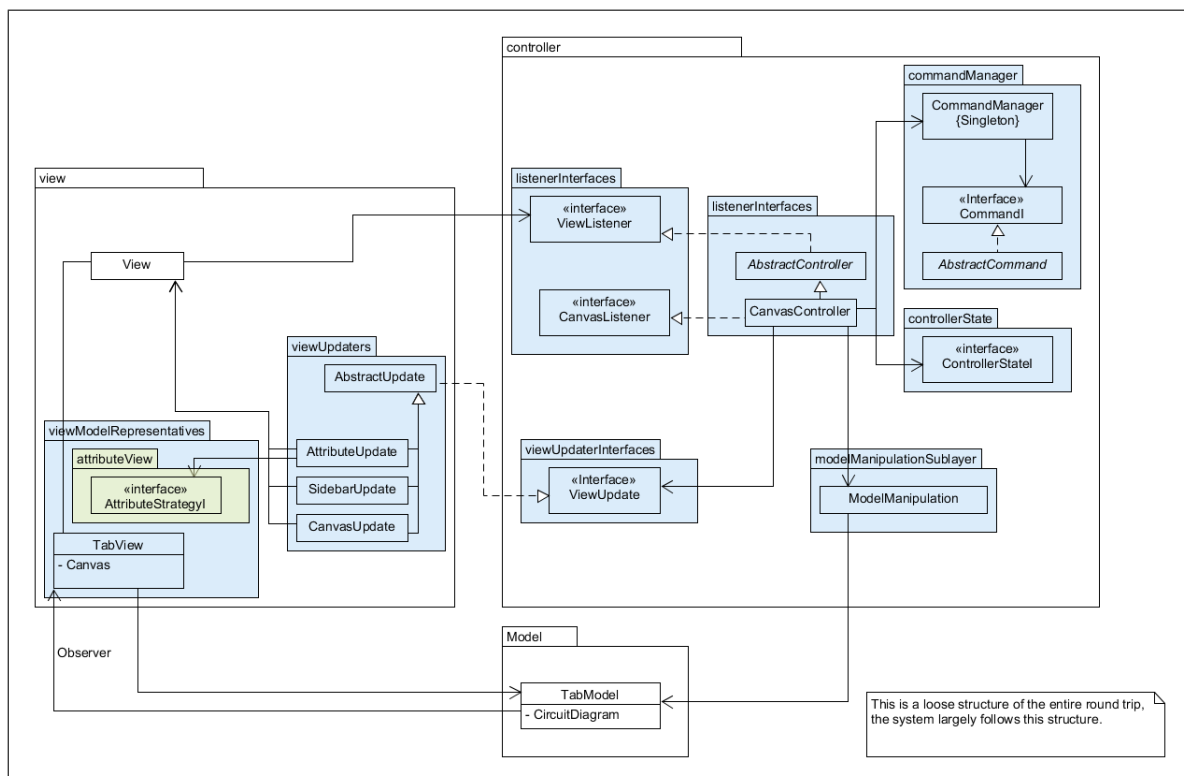 controller
commandManager
CommandManager
{Singleton}
«Interface»
CommandI
AbstractCommand
view
listenerInterfaces
«interface»
ViewListener
«interface»
CanvasListener
listenerInterfaces
AbstractController
CanvasController
controllerState
«interface»
ControllerStateI
View
viewUpdaters
AbstractUpdate
AttributeUpdate
SidebarUpdate
CanvasUpdate
viewModelRepresentatives
attributeView
«interface»
AttributeStrategyI
TabView
- Canvas
viewUpdaterInterfaces
«Interface»
ViewUpdate
modelManipulationSublayer
ModelManipulation
Observer
Model
TabModel
- CircuitDiagram
This is a loose structure of the entire round trip,
the system largely follows this structure.